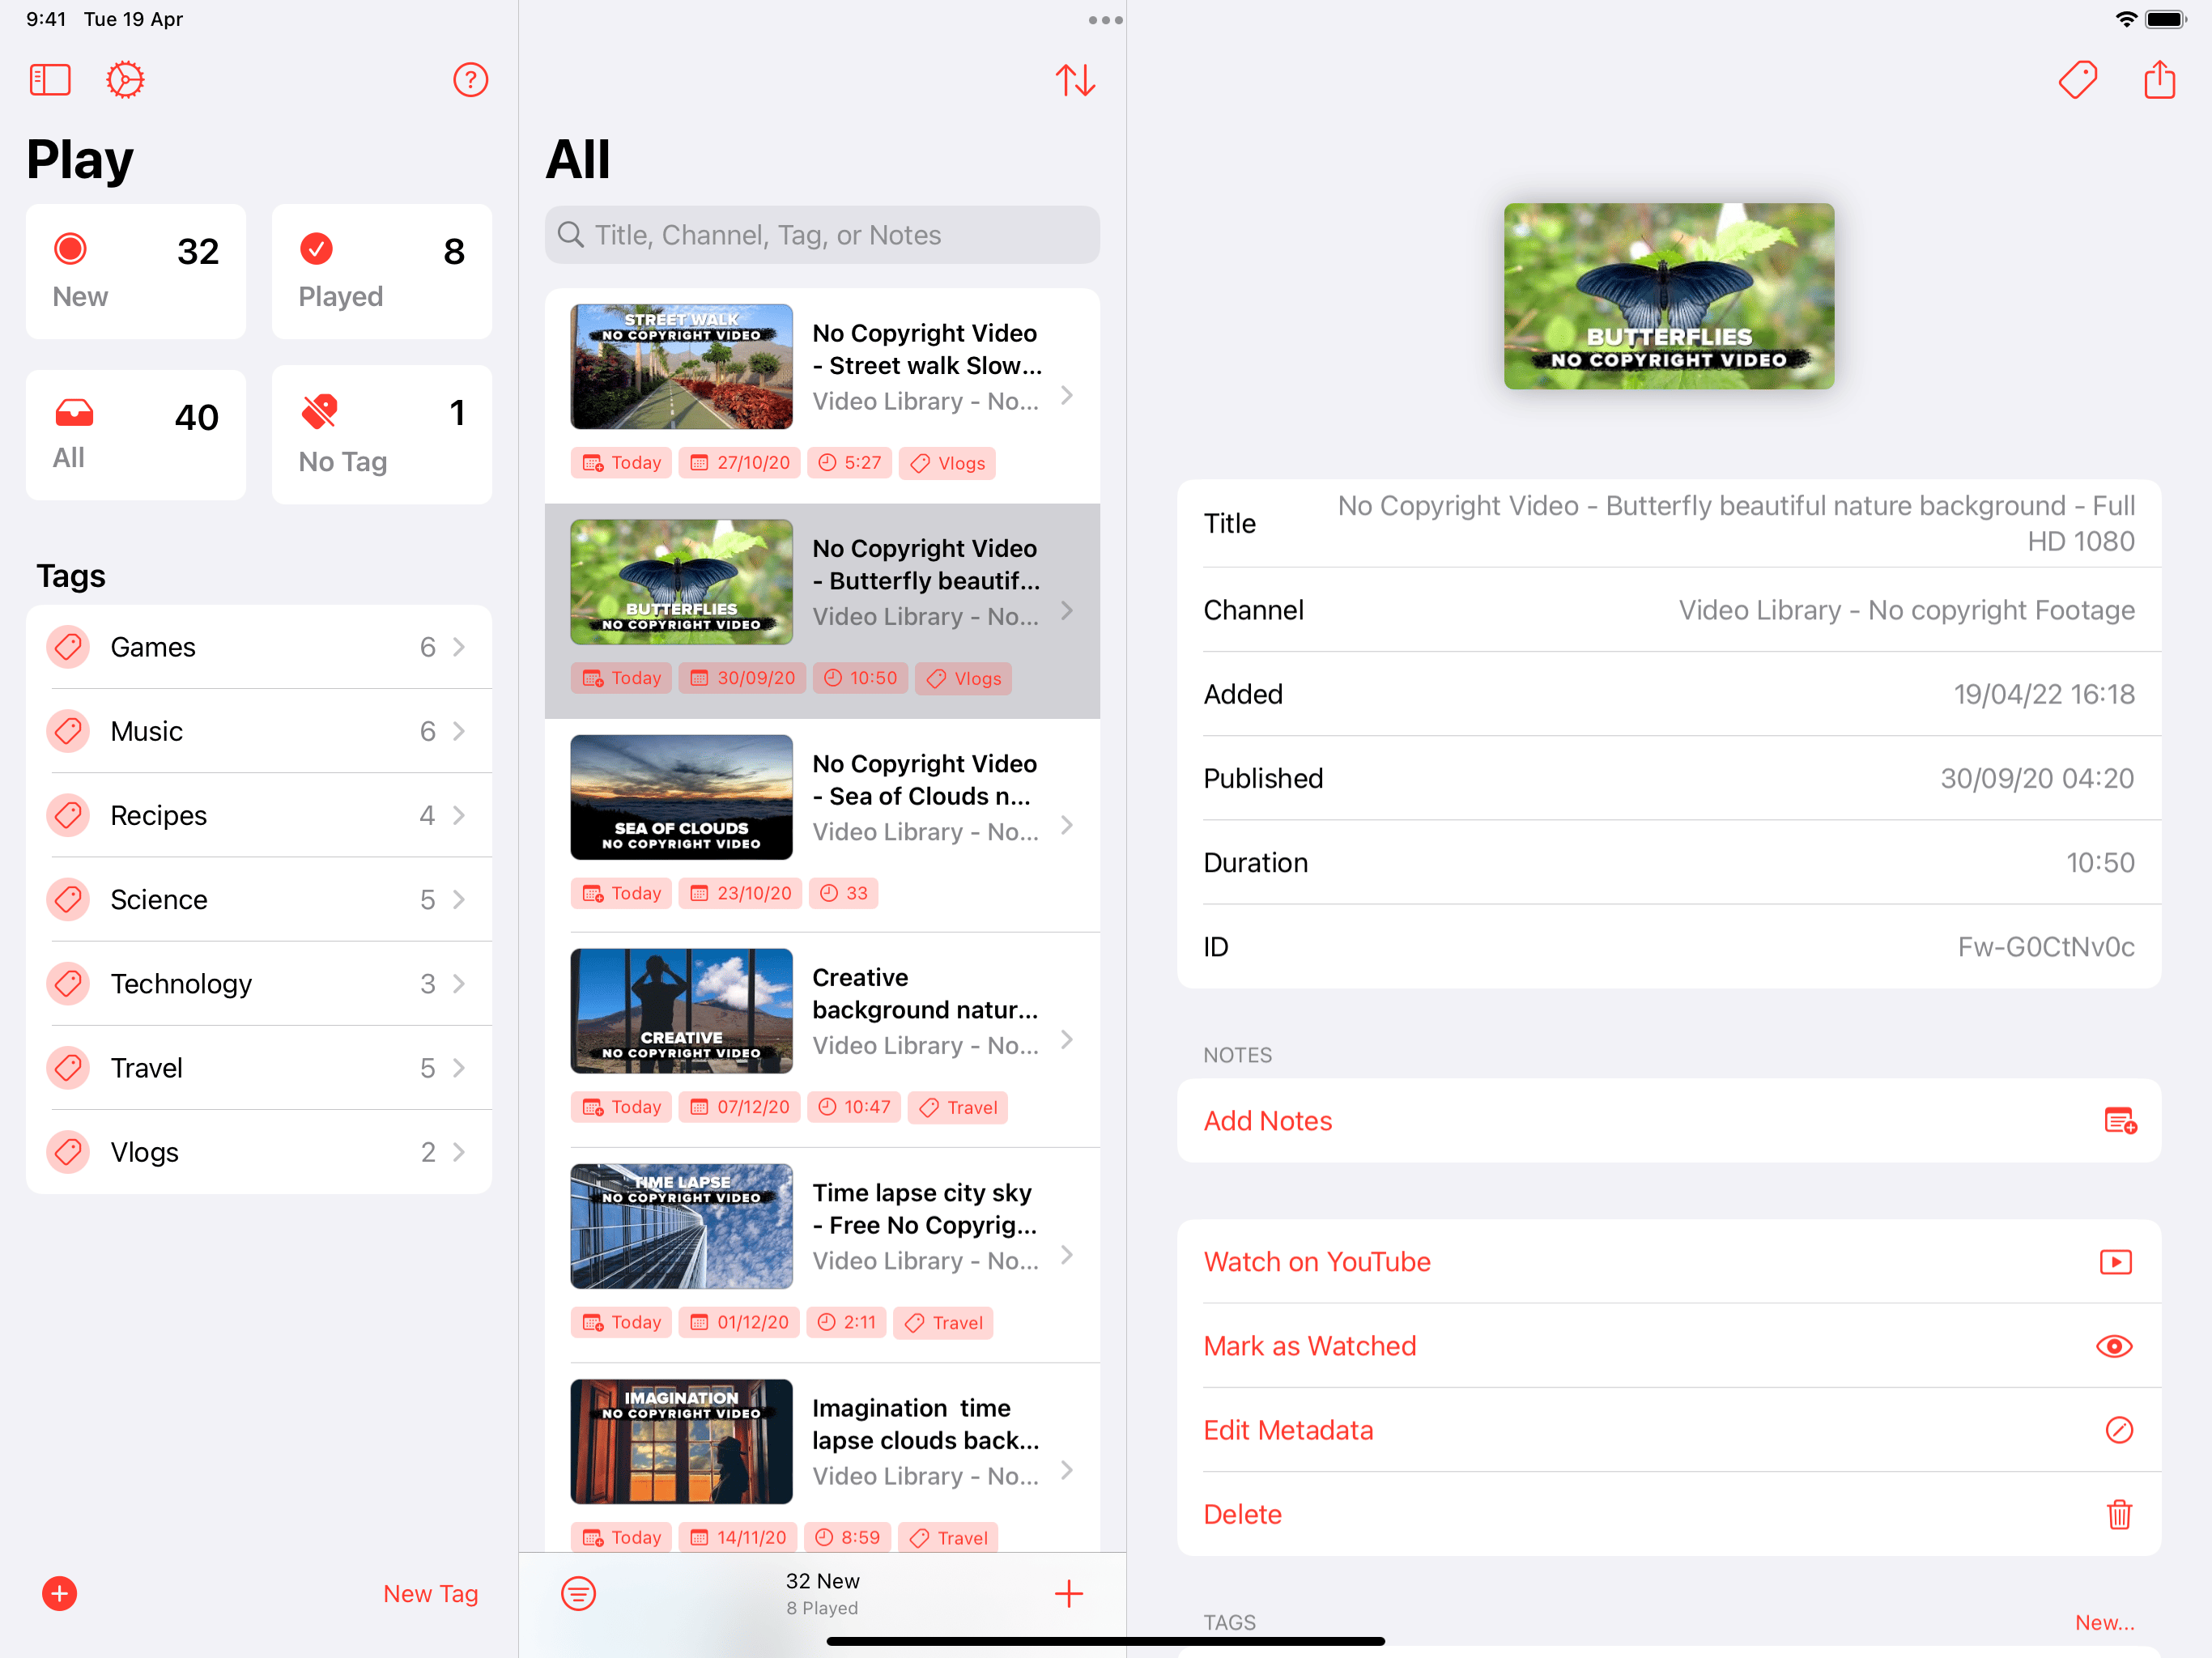 9:41 Tue 19 Apr
Play
32
New
8
Played
40
All
1
No Tag
Tags
Games 6
Music 6
Recipes 4
Science 5
Technology 3
Travel 5
Vlogs 2
New Tag
All
Title, Channel, Tag, or Notes
STREET WALK
NO COPYRIGHT VIDEO
No Copyright Video
- Street walk Slow...
Video Library - No...
Today 27/10/20 5:27 Vlogs
BUTTERFLIES
NO COPYRIGHT VIDEO
No Copyright Video
- Butterfly beautif...
Video Library - No...
Today 30/09/20 10:50 Vlogs
SEA OF CLOUDS
NO COPYRIGHT VIDEO
No Copyright Video
- Sea of Clouds n...
Video Library - No...
Today 23/10/20 33
CREATIVE
NO COPYRIGHT VIDEO
Creative
background natur...
Video Library - No...
Today 07/12/20 10:47 Travel
TIME LAPSE
NO COPYRIGHT VIDEO
Time lapse city sky
- Free No Copyrig...
Video Library - No...
Today 01/12/20 2:11 Travel
IMAGINATION
NO COPYRIGHT VIDEO
Imagination time
lapse clouds back...
Video Library - No...
Today 14/11/20 8:59 Travel
32 New
8 Played
BUTTERFLIES
NO COPYRIGHT VIDEO
Title No Copyright Video - Butterfly beautiful nature background - Full
HD 1080
Channel Video Library - No copyright Footage
Added 19/04/22 16:18
Published 30/09/20 04:20
Duration 10:50
ID Fw-G0CtNv0c
NOTES
Add Notes
Watch on YouTube
Mark as Watched
Edit Metadata
Delete
TAGS New...